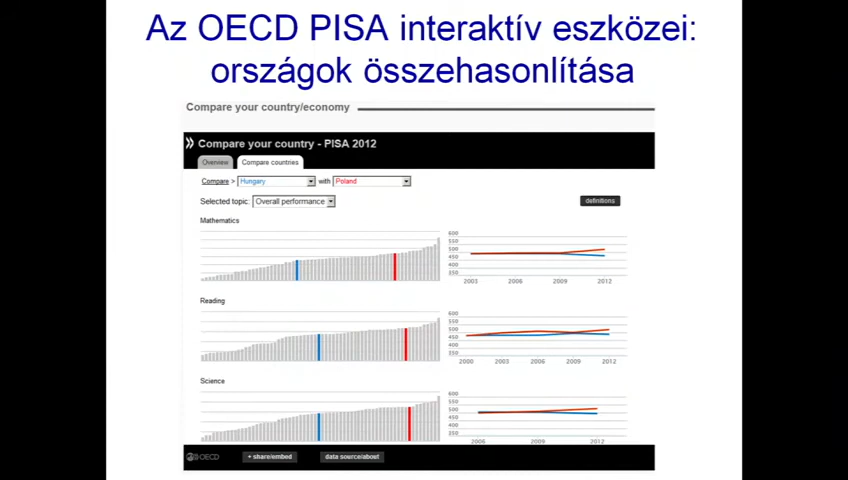 Az OECD PISA interaktív eszközei:
országok összehasonlítása
Compare your country/economy
Compare your country - PISA 2012
Overview
Compare countries
Compare > Hungary with Poland
Selected topic: Overall performance
definitions
Mathematics
600
550
500
450
400
350
2003 2006 2009 2012
Reading
600
550
500
450
400
350
2000 2003 2006 2009 2012
Science
600
550
500
450
400
350
2006 2009 2012
OECD
+ share/embed
data source/about